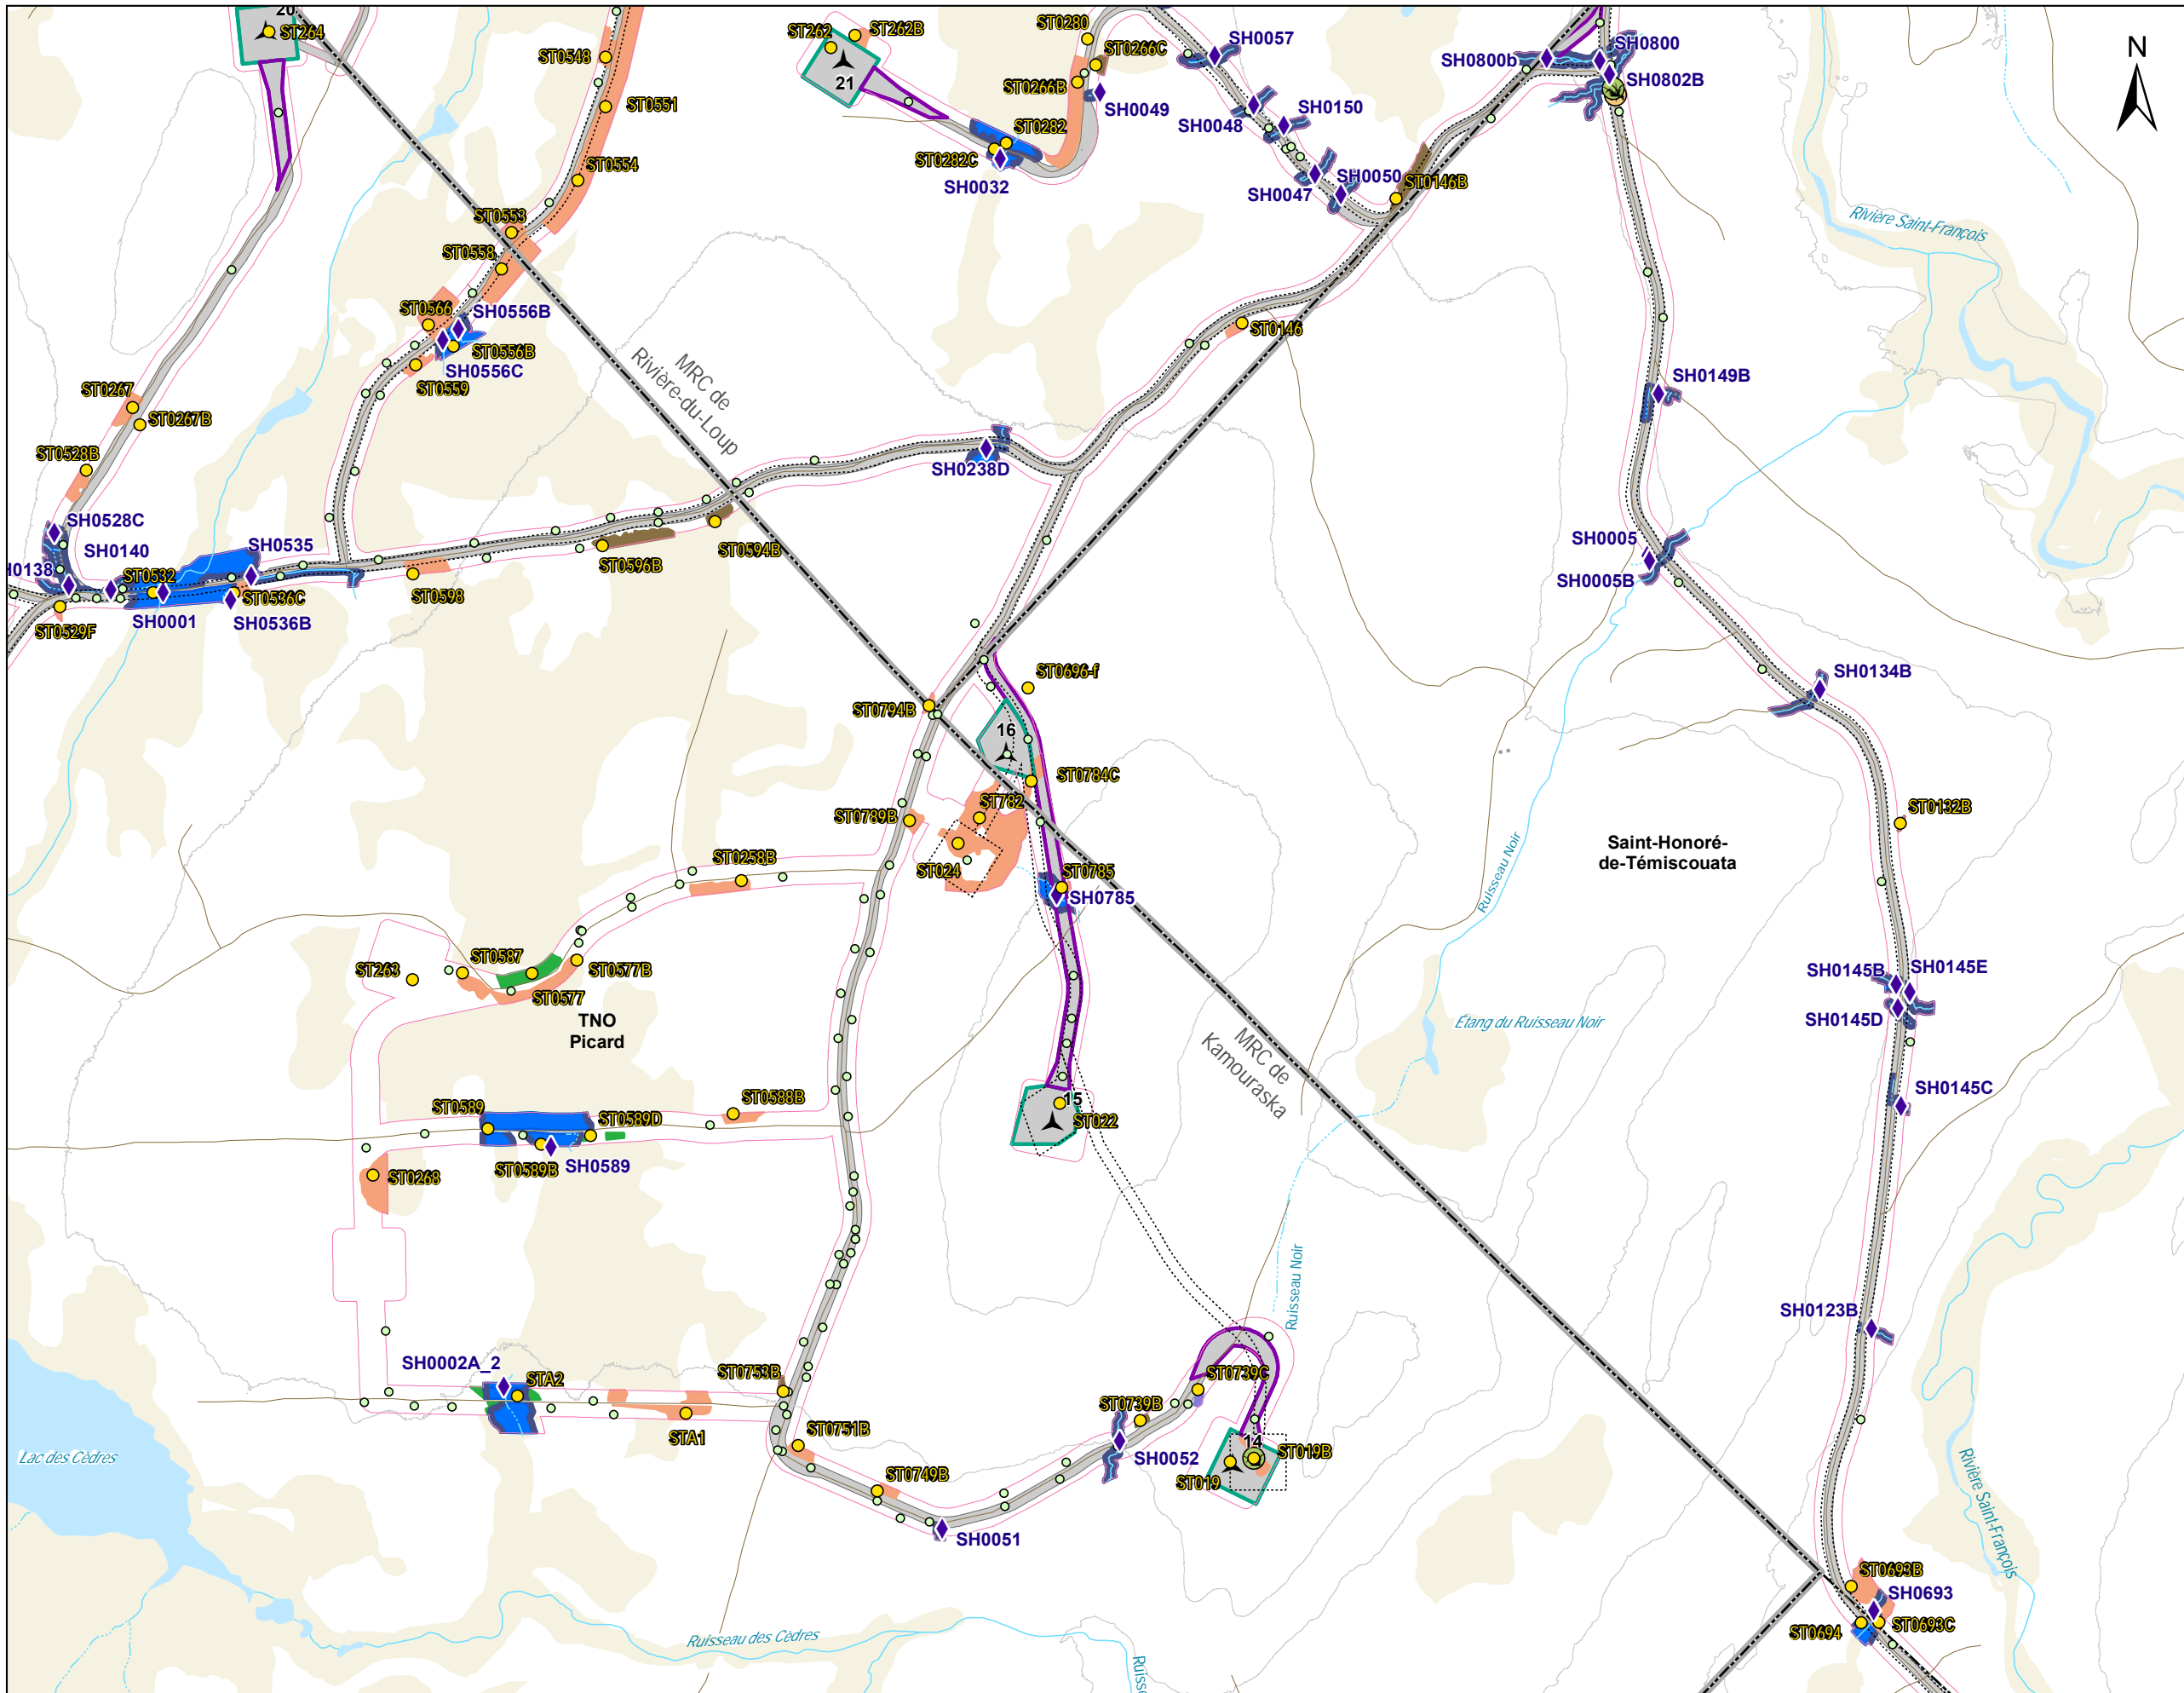 20
ST264
ST0548
ST0551
ST0554
ST262
ST262B
21
ST0280
ST0266C
ST0266B
SH0049
ST0282
ST0282C
SH0032
SH0057
SH0048
SH0150
SH0047
SH0050
ST0146B
SH0800b
SH0800
SH0802B
N
Rivière Saint-François
ST0553
ST0558
ST0566
SH0556B
ST0556B
SH0556C
ST0559
MRC de
Rivière-du-Loup
ST0146
SH0149B
ST0267
ST0267B
ST0528B
SH0238D
SH0528C
SH0140
SH0535
ST0532
ST0536C
SH0001
SH0536B
ST0529F
ST0598
ST0596B
ST0594B
SH0005
SH0005B
SH0134B
ST0696-f
ST0794B
16
ST0784C
ST782
ST0789B
ST024
ST0785
SH0785
ST0258B
Ruisseau Noir
Saint-Honoré-
de-Témiscouata
ST0132B
ST263
ST0587
ST0577B
ST0577
TNO
Picard
SH0145B
SH0145E
SH0145D
SH0145C
Étang du Ruisseau Noir
MRC de
Kamouraska
15
ST022
ST0589
ST0589D
ST0588B
ST0589B
SH0589
ST0268
Ruisseau Noir
SH0123B
SH0002A_2
STA2
STA1
ST0753B
ST0751B
ST0749B
SH0051
ST0739C
ST0739B
SH0052
14
ST019B
ST019
Lac des Cèdres
Rivière Saint-François
ST0693B
SH0693
ST0693C
ST0694
Ruisseau des Cèdres